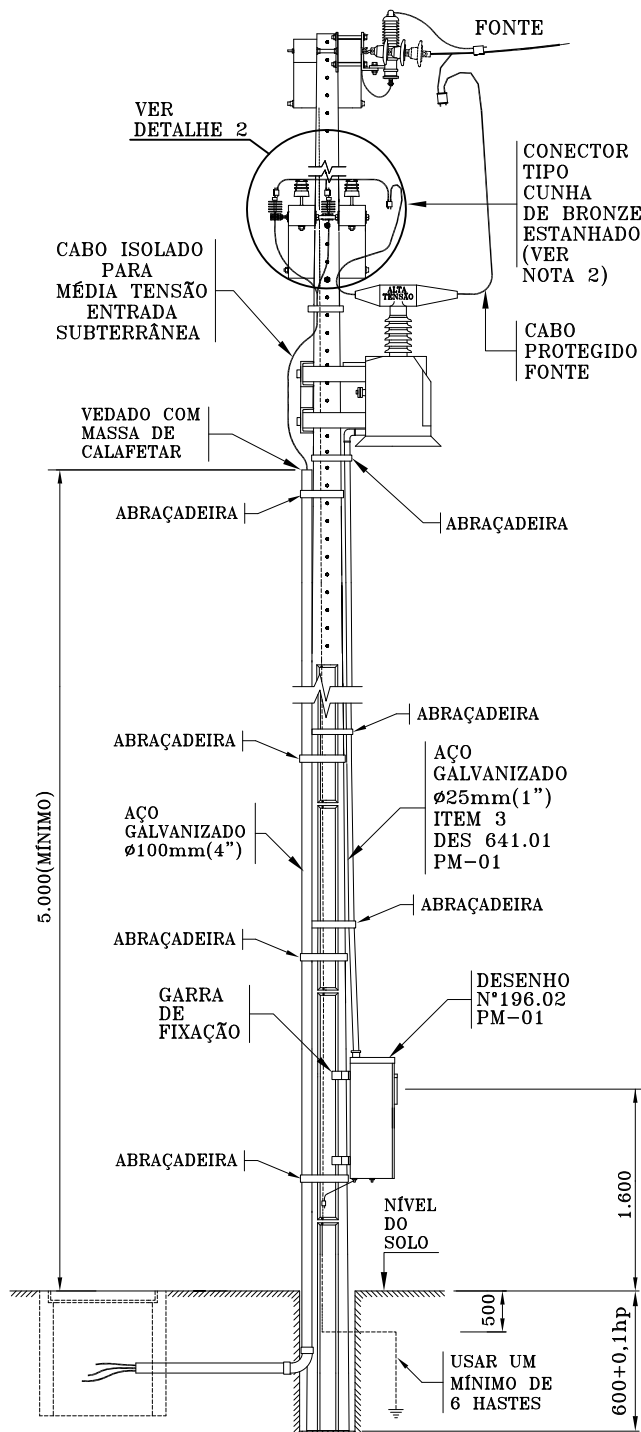 FONTE
VER
DETALHE 2
CONECTOR
TIPO
CUNHA
DE BRONZE
ESTANHADO
(VER
NOTA 2)
CABO ISOLADO
PARA
MÉDIA TENSÃO
ENTRADA
SUBTERRÂNEA
ALTA
TENSÃO
CABO
PROTEGIDO
FONTE
VEDADO COM
MASSA DE
CALAFETAR
ABRAÇADEIRA
ABRAÇADEIRA
ABRAÇADEIRA
ABRAÇADEIRA
AÇO
GALVANIZADO
ø25mm(1”)
ITEM 3
DES 641.01
PM-01
AÇO
GALVANIZADO
ø100mm(4”)
5.000(MÍNIMO)
ABRAÇADEIRA
ABRAÇADEIRA
GARRA
DE
FIXAÇÃO
DESENHO
N°196.02
PM-01
ABRAÇADEIRA
1.600
NÍVEL
DO
SOLO
500
600+0,1hp
USAR UM
MÍNIMO DE
6 HASTES